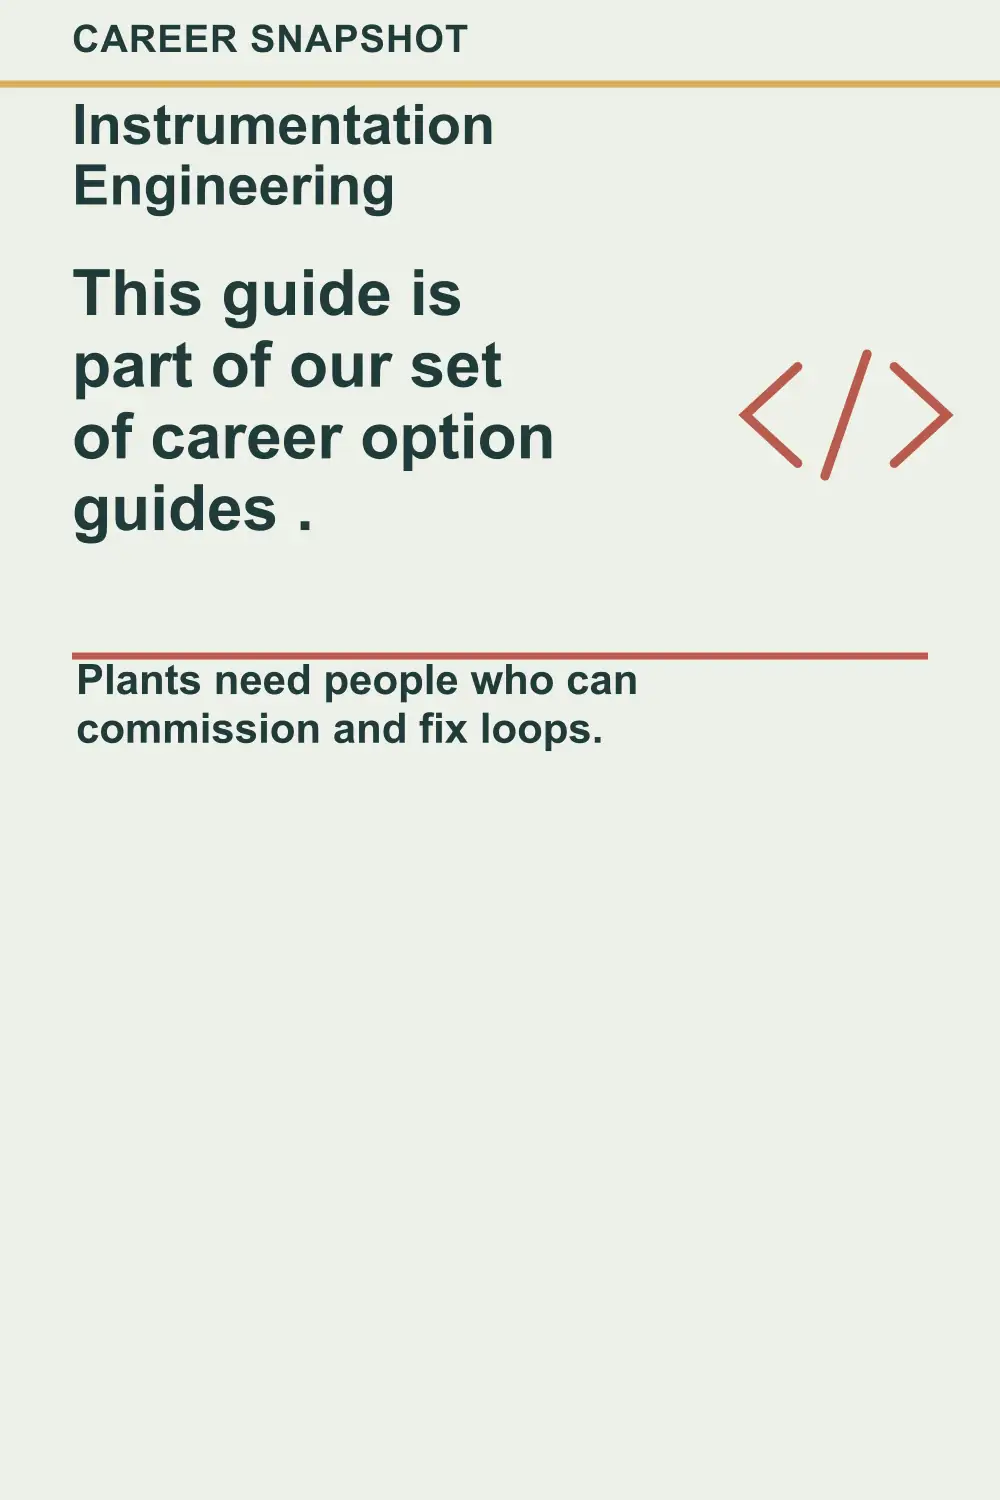 CAREER SNAPSHOT
Instrumentation
Engineering
This guide is
part of our set
of career option
guides .
Plants need people who can
commission and fix loops.